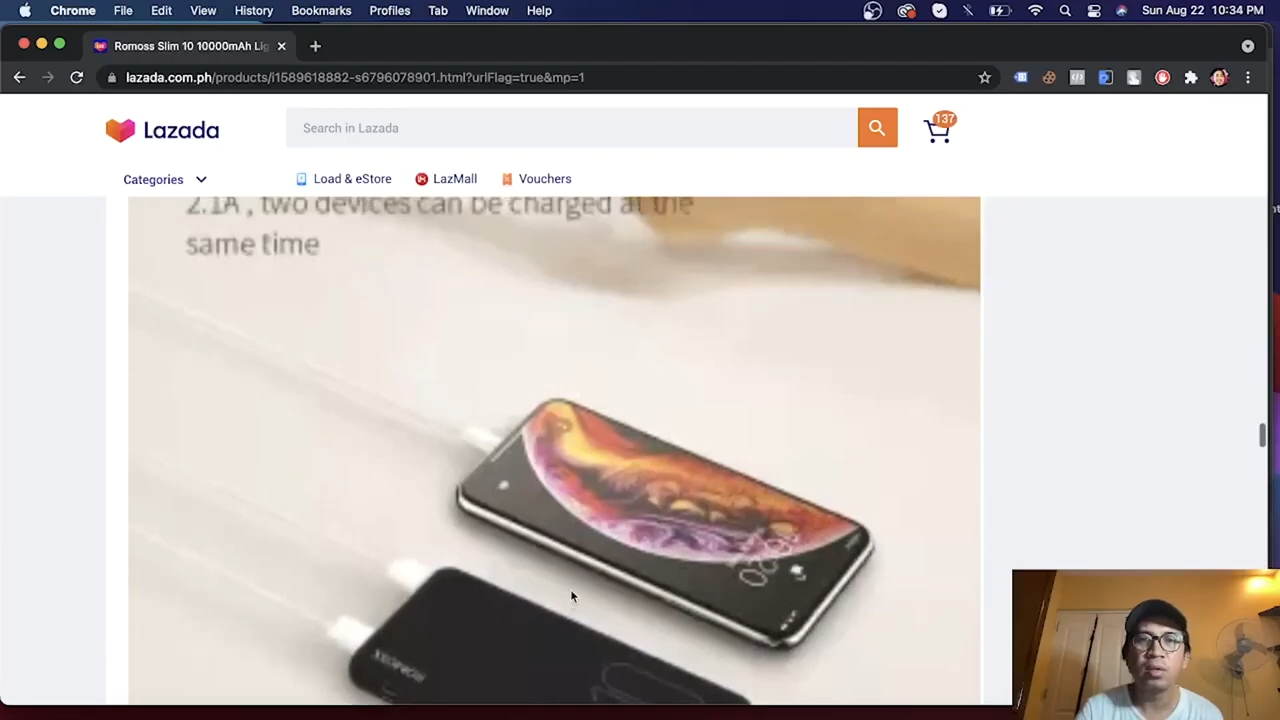 Chrome File Edit View History Bookmarks Profiles Tab Window Help
Sun Aug 22 10:34 PM
Romoss Slim 10 10000mAh Lig
lazada.com.ph/products/i1589618882-s6796078901.html?urlFlag=true&mp=1
Lazada
Search in Lazada
137
Categories
Load & eStore
LazMall
Vouchers
2.1A , two devices can be charged at the
same time
ROMOSS